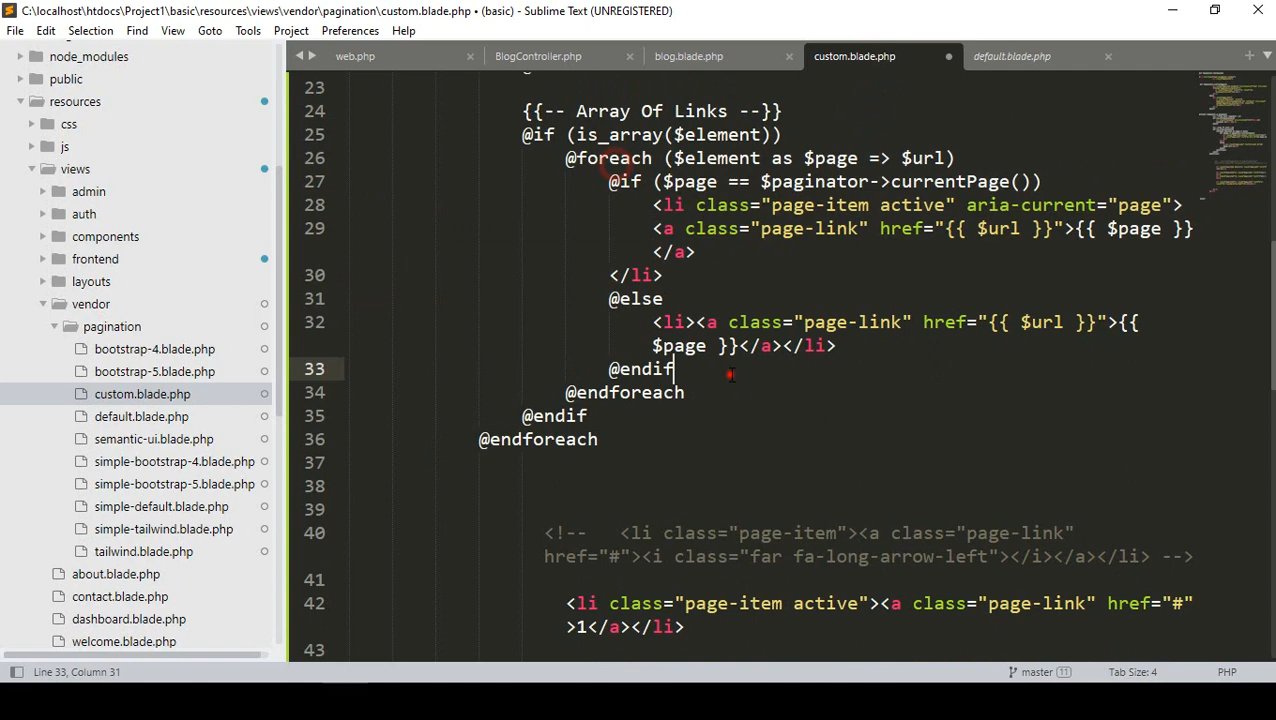 C:\xampp\htdocs\Project1\basic\resources\views\vendor\pagination\custom.blade.php • (basic) - Sublime Text (UNREGISTERED)
File Edit Selection Find View Goto Tools Project Preferences Help
node_modules
public
resources
css
js
views
admin
auth
components
frontend
layouts
vendor
pagination
bootstrap-4.blade.php
bootstrap-5.blade.php
custom.blade.php
default.blade.php
semantic-ui.blade.php
simple-bootstrap-4.blade.php
simple-bootstrap-5.blade.php
simple-default.blade.php
simple-tailwind.blade.php
tailwind.blade.php
about.blade.php
contact.blade.php
dashboard.blade.php
welcome.blade.php
web.php BlogController.php blog.blade.php custom.blade.php default.blade.php
23
24 {{-- Array Of Links --}}
25 @if (is_array($element))
26 @foreach ($element as $page => $url)
27 @if ($page == $paginator->currentPage())
28 <li class="page-item active" aria-current="page">
29 <a class="page-link" href="{{ $url }}">{{ $page }}
</a>
30 </li>
31 @else
32 <li><a class="page-link" href="{{ $url }}">{{
$page }}</a></li>
33 @endif
34 @endforeach
35 @endif
36 @endforeach
37
38
39
40 <!-- <li class="page-item"><a class="page-link"
href="#"><i class="far fa-long-arrow-left"></i></a></li> -->
41
42 <li class="page-item active"><a class="page-link" href="#"
>1</a></li>
43
Line 33, Column 31 master 11 Tab Size: 4 PHP